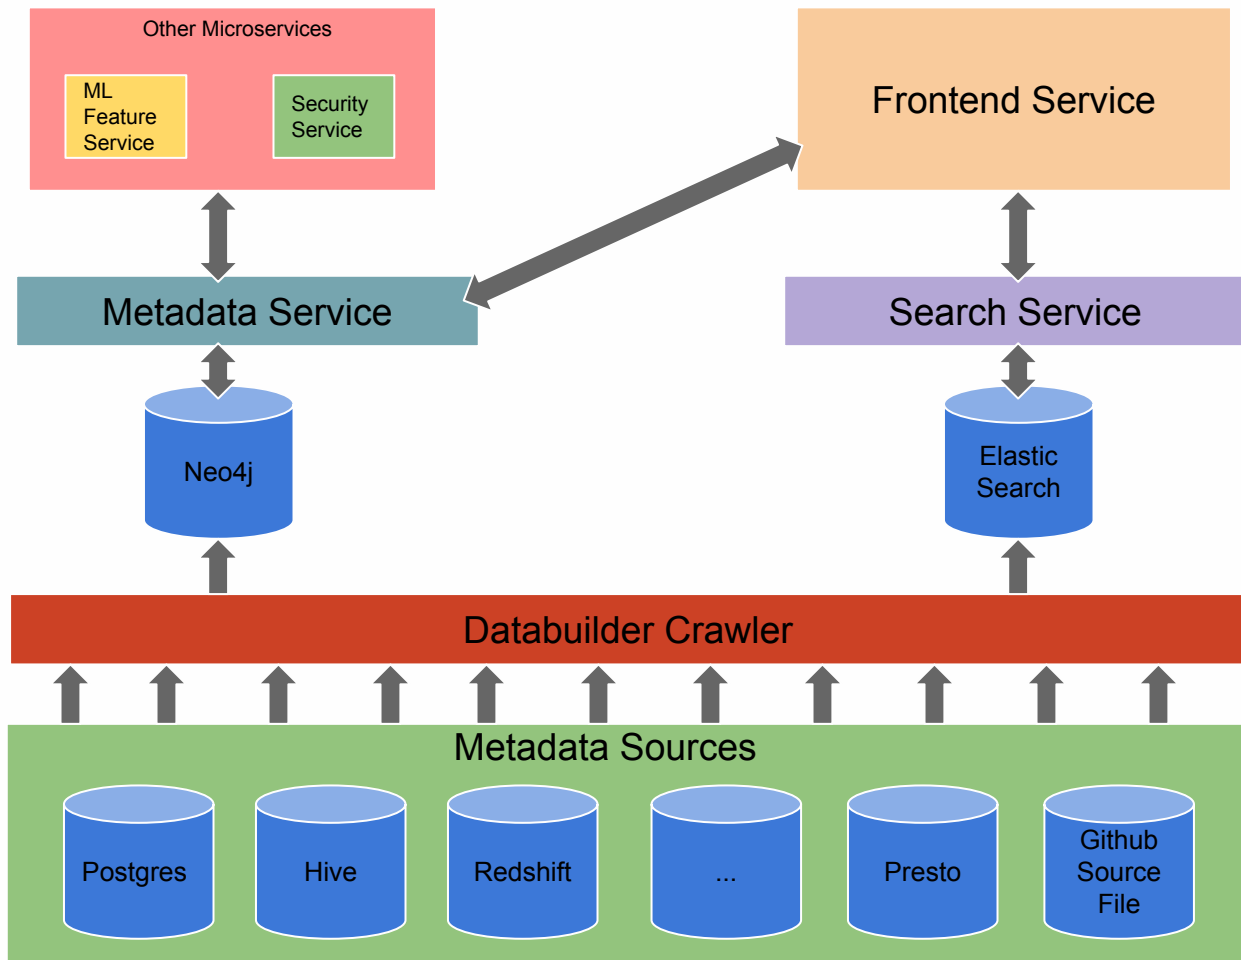 Other Microservices
ML
Feature
Service
Security
Service
Frontend Service
Metadata Service
Search Service
Neo4j
Elastic
Search
Databuilder Crawler
Metadata Sources
Postgres
Hive
Redshift
...
Presto
Github
Source
File